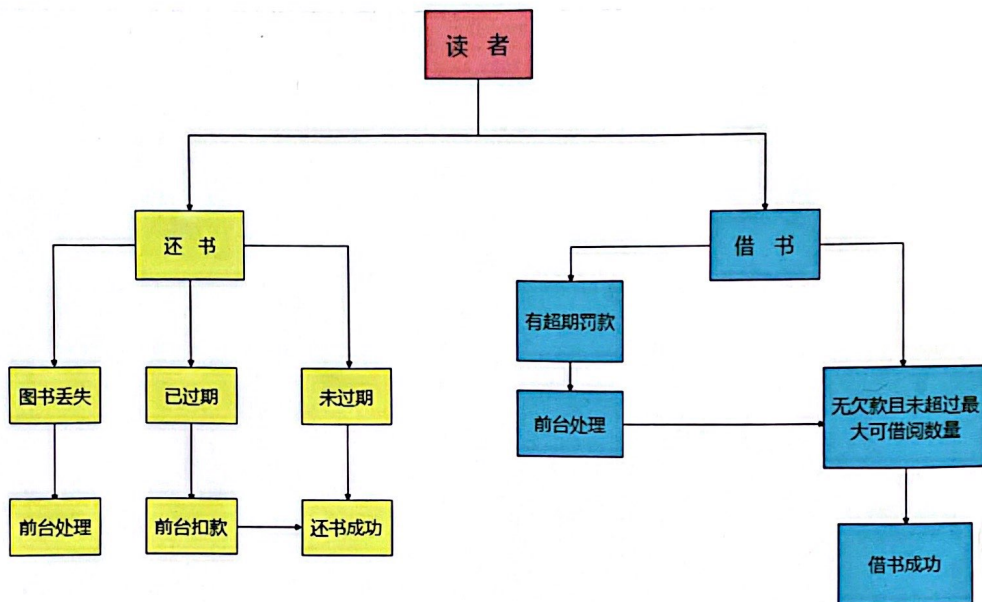 读 者
还 书
借 书
有超期罚款
图书丢失
已过期
未过期
前台处理
无欠款且未超过最
大可借阅数量
前台处理
前台扣款
还书成功
借书成功